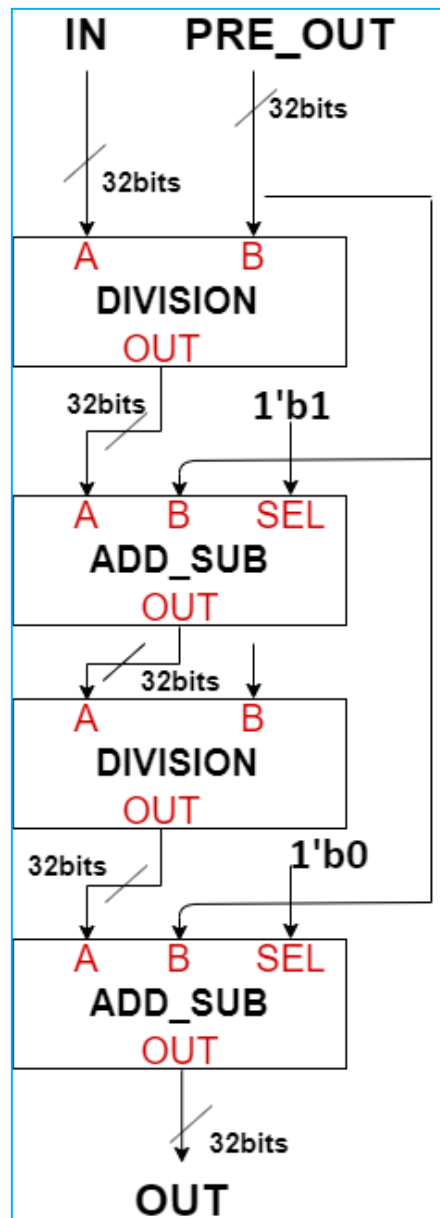 IN PRE_OUT
32bits
32bits
A B
DIVISION
OUT
32bits
1'b1
A B SEL
ADD_SUB
OUT
32bits
A B
DIVISION
OUT
32bits
1'b0
A B SEL
ADD_SUB
OUT
32bits
OUT